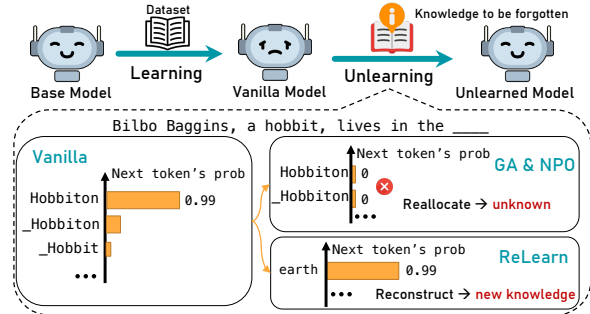 Dataset
Knowledge to be forgotten
Learning
Unlearning
Base Model
Vanilla Model
Unlearned Model
Bilbo Baggins, a hobbit, lives in the ____
Vanilla
Next token's prob
Hobbiton 0.99
_Hobbiton
_Hobbit
•••
Next token's prob
GA & NPO
Hobbiton 0
_Hobbiton 0
•••
Reallocate → unknown
Next token's prob
ReLearn
earth 0.99
•••
Reconstruct → new knowledge